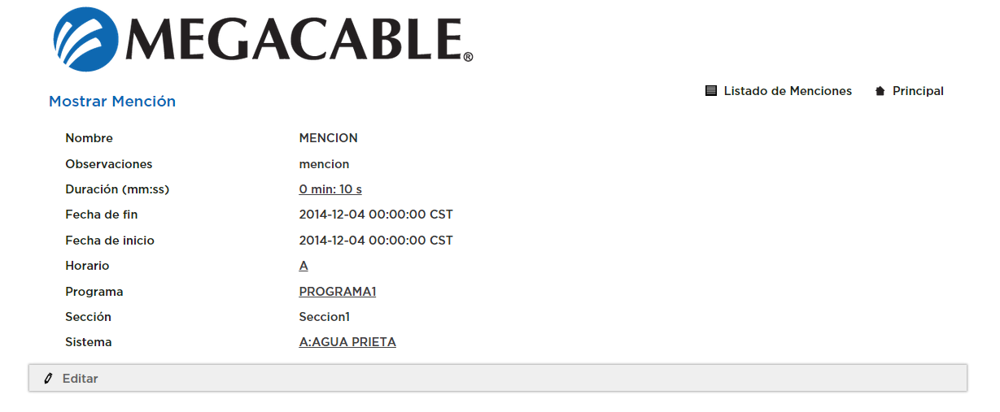 MEGACABLE®
Listado de Menciones Principal
Mostrar Mención
Nombre MENCION
Observaciones mencion
Duración (mm:ss) 0 min: 10 s
Fecha de fin 2014-12-04 00:00:00 CST
Fecha de inicio 2014-12-04 00:00:00 CST
Horario A
Programa PROGRAMA1
Sección Seccion1
Sistema A:AGUA PRIETA
Editar